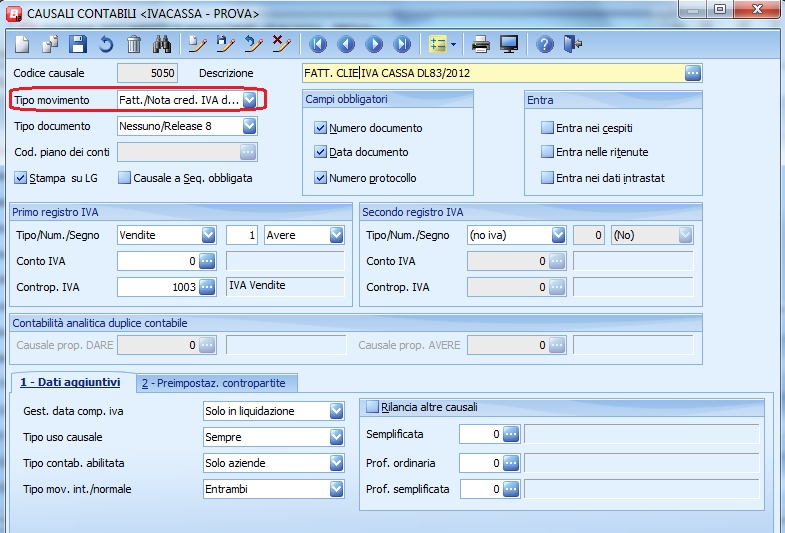 CAUSALI CONTABILI <IVACASSA - PROVA>
Codice causale 5050 Descrizione FATT. CLIE IVA CASSA DL83/2012
Tipo movimento Fatt./Nota cred. IVA d...
Tipo documento Nessuno/Release 8
Cod. piano dei conti
Stampa su LG Causale a Seq. obbligata
Campi obbligatori
Numero documento
Data documento
Numero protocollo
Entra
Entra nei cespiti
Entra nelle ritenute
Entra nei dati intrastat
Primo registro IVA
Tipo/Num./Segno Vendite 1 Avere
Conto IVA 0
Controp. IVA 1003 IVA Vendite
Secondo registro IVA
Tipo/Num./Segno (no iva) 0 (No)
Conto IVA 0
Controp. IVA 0
Contabilità analitica duplice contabile
Causale prop. DARE 0 Causale prop. AVERE 0
1 - Dati aggiuntivi 2 - Preimpostaz. contropartite
Gest. data comp. iva Solo in liquidazione
Tipo uso causale Sempre
Tipo contab. abilitata Solo aziende
Tipo mov. int./normale Entrambi
Rilancia altre causali
Semplificata 0
Prof. ordinaria 0
Prof. semplificata 0